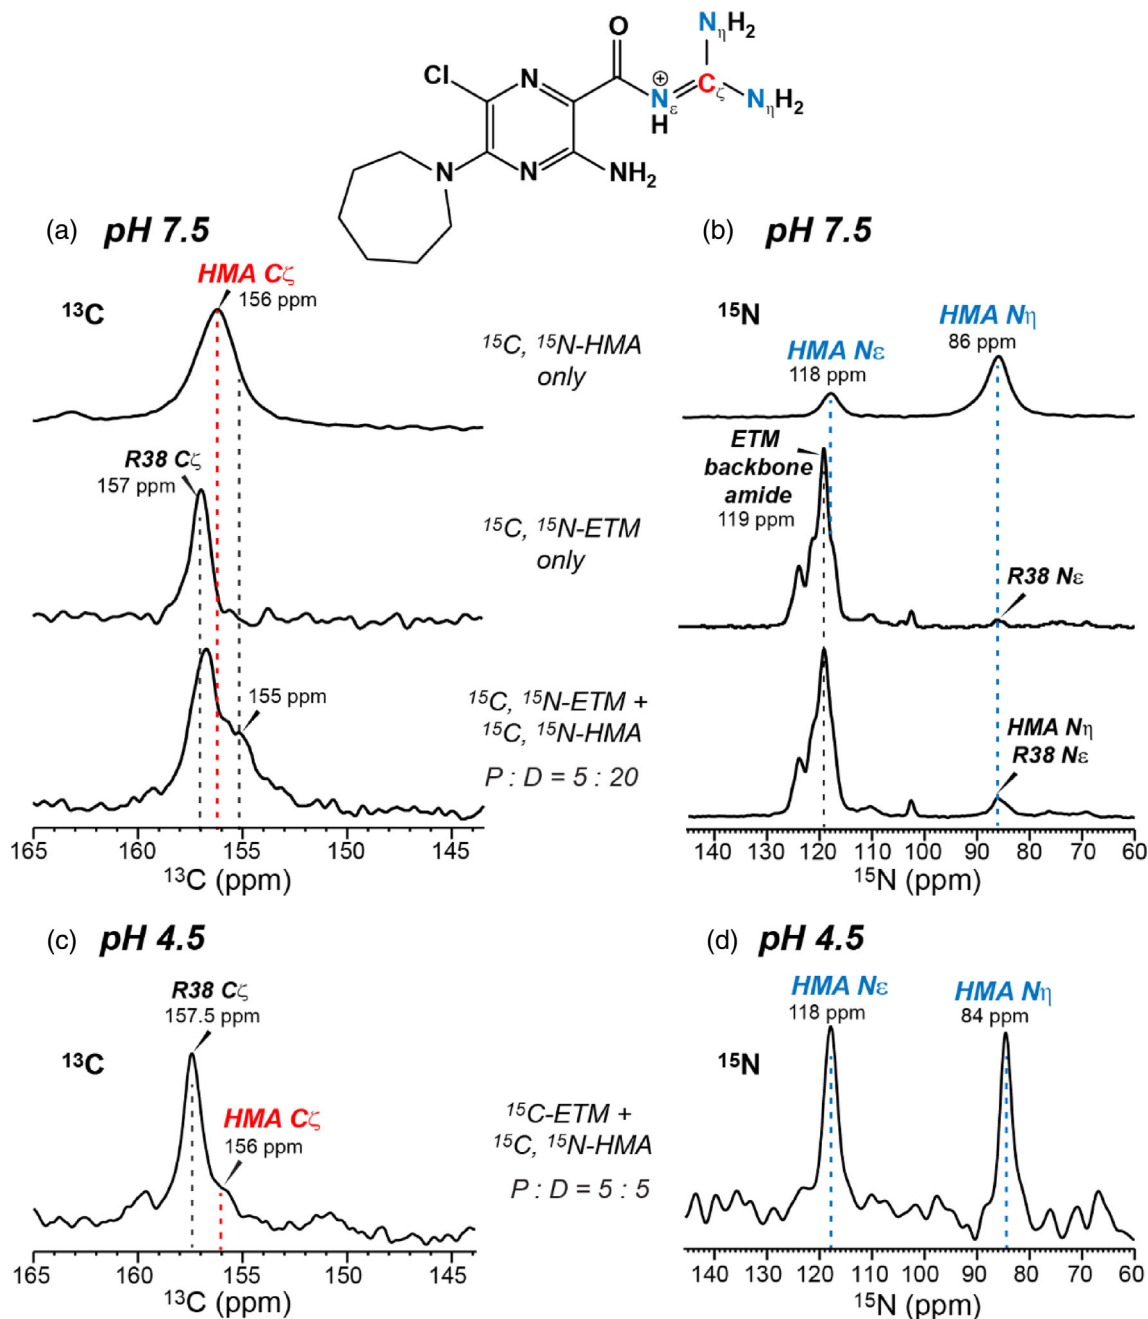 O
NηH2
Cl
N
⊕
Nε
H
Cζ
NηH2
N
N
NH2
(a) pH 7.5
(b) pH 7.5
13C
HMA Cζ
156 ppm
15C, 15N-HMA
only
R38 Cζ
157 ppm
15C, 15N-ETM
only
155 ppm
15C, 15N-ETM +
15C, 15N-HMA
P : D = 5 : 20
165 160 155 150 145
13C (ppm)
15N
HMA Nε
118 ppm
HMA Nη
86 ppm
ETM
backbone
amide
119 ppm
R38 Nε
HMA Nη
R38 Nε
140 130 120 110 100 90 80 70 60
15N (ppm)
(c) pH 4.5
(d) pH 4.5
R38 Cζ
157.5 ppm
13C
HMA Cζ
156 ppm
15C-ETM +
15C, 15N-HMA
P : D = 5 : 5
165 160 155 150 145
13C (ppm)
HMA Nε
118 ppm
HMA Nη
84 ppm
15N
140 130 120 110 100 90 80 70 60
15N (ppm)